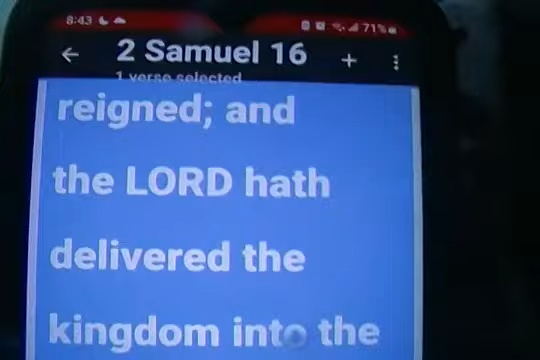 8:43 71%
2 Samuel 16
1 verse selected
reigned; and
the LORD hath
delivered the
kingdom into the